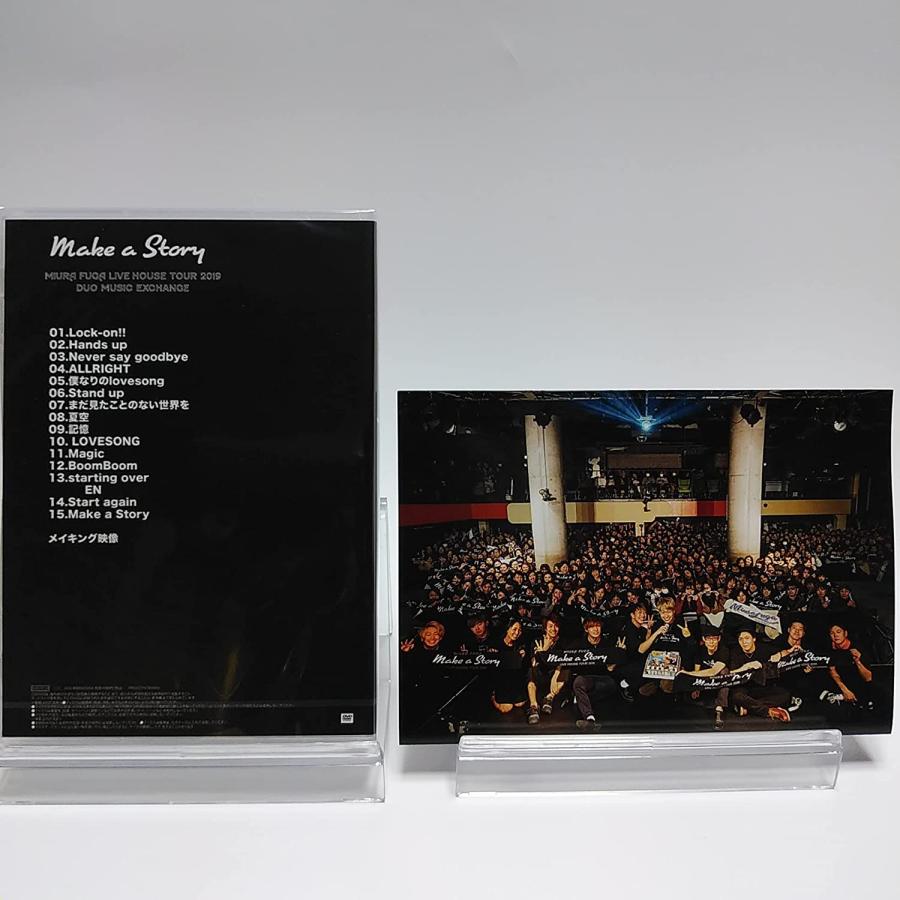 Make a Story
MIURA FUGA LIVE HOUSE TOUR 2019
DUO MUSIC EXCHANGE
01.Lock-on!!
02.Hands up
03.Never say goodbye
04.ALLRIGHT
05.僕なりのlovesong
06.Stand up
07.まだ見たことのない世界を
08.夏空
09.記憶
10. LOVESONG
11.Magic
12.BoomBoom
13.starting over
EN
14.Start again
15.Make a Story
メイキング映像
DVD
Make a Story
Make a Story
Make a Story
Miura fuga